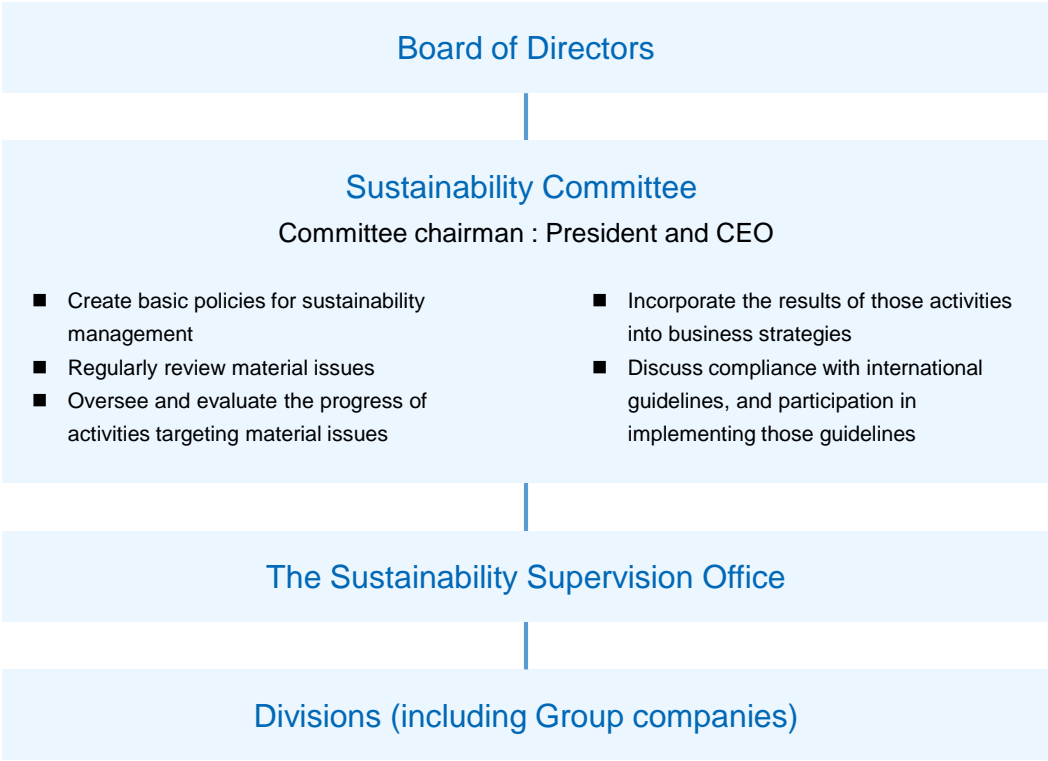 Board of Directors
Sustainability Committee
Committee chairman : President and CEO
■ Create basic policies for sustainability
management
■ Regularly review material issues
■ Oversee and evaluate the progress of
activities targeting material issues
■ Incorporate the results of those activities
into business strategies
■ Discuss compliance with international
guidelines, and participation in
implementing those guidelines
The Sustainability Supervision Office
Divisions (including Group companies)